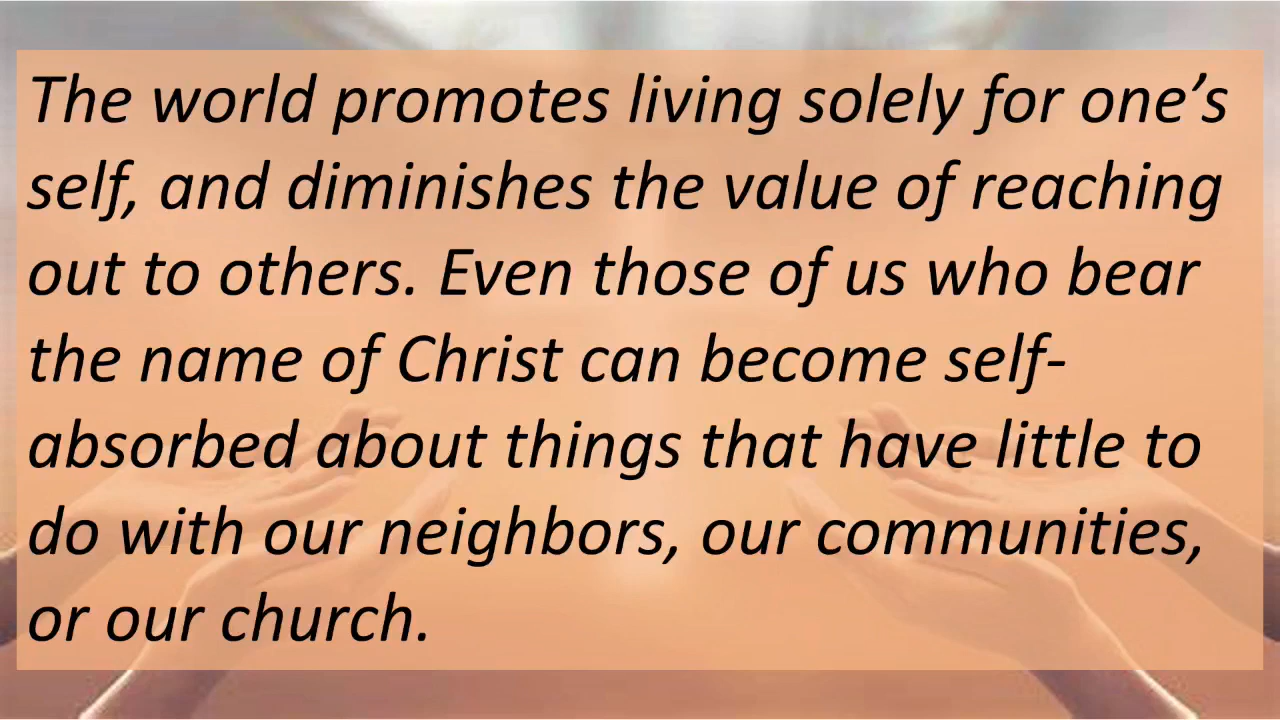 The world promotes living solely for one’s
self, and diminishes the value of reaching
out to others. Even those of us who bear
the name of Christ can become self-
absorbed about things that have little to
do with our neighbors, our communities,
or our church.